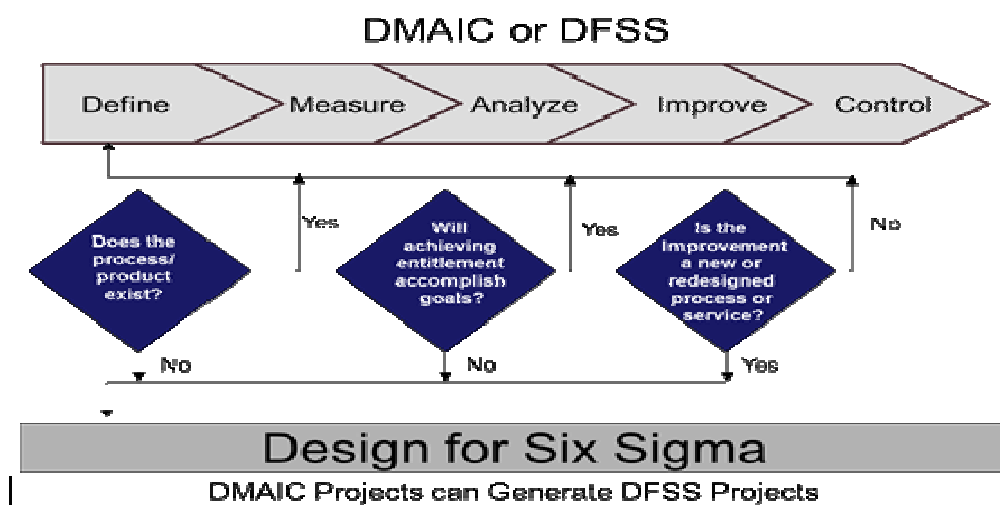 DMAIC or DFSS
Define
Measure
Analyze
Improve
Control
Does the
process/
product
exist?
Yes
Will
achieving
entitlement
accomplish
goals?
Yes
Is the
Improvement
a new or
redesigned
process or
service?
No
No
No
Yes
Design for Six Sigma
DMAIC Projects can Generate DFSS Projects